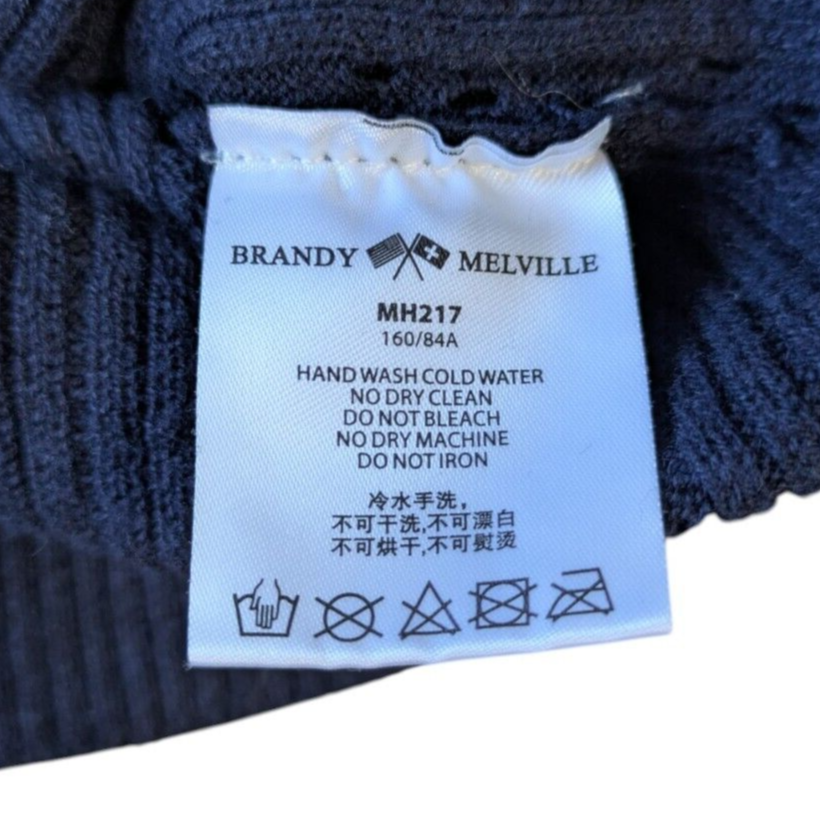 BRANDY MELVILLE
MH217
160/84A
HAND WASH COLD WATER
NO DRY CLEAN
DO NOT BLEACH
NO DRY MACHINE
DO NOT IRON
冷水手洗，
不可干洗,不可漂白
不可烘干,不可熨烫